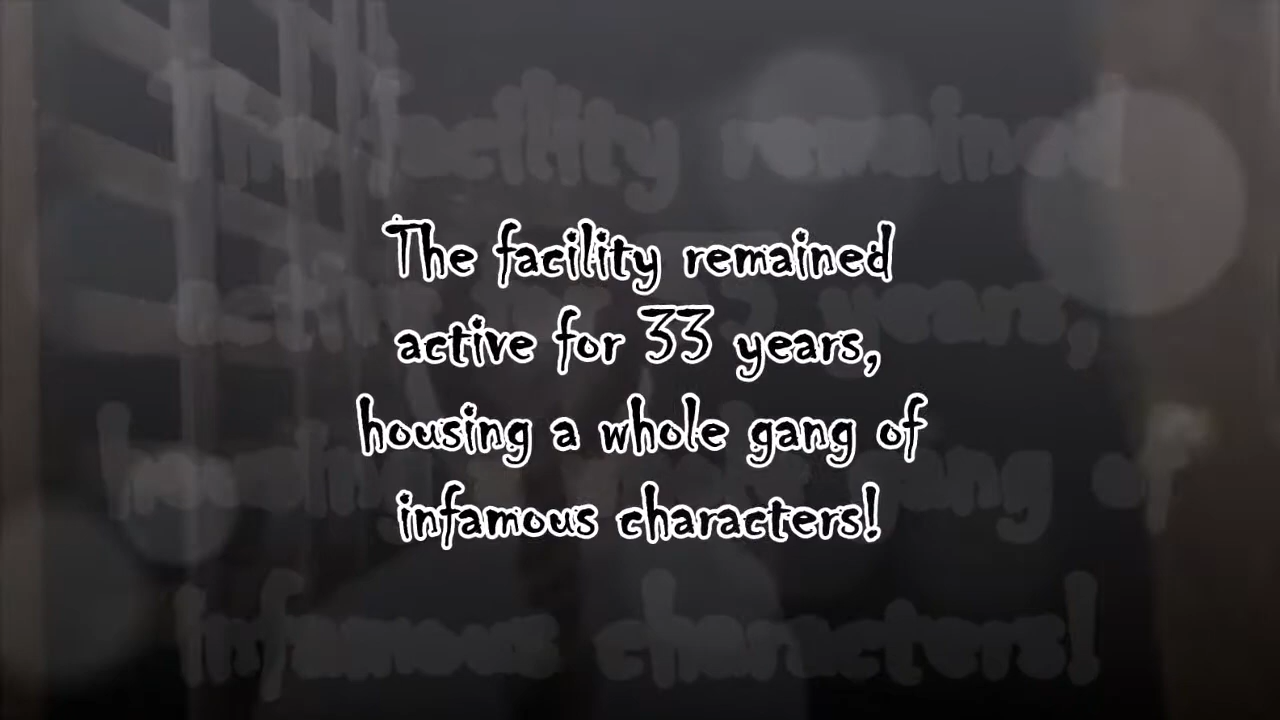 The facility remained
active for 33 years,
housing a whole gang of
infamous characters!